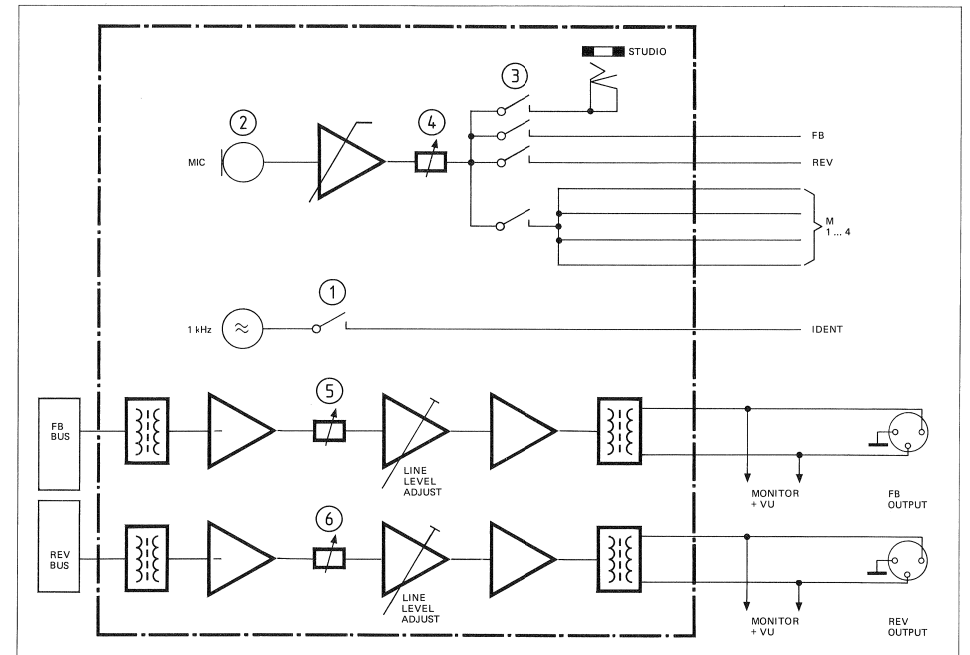 STUDIO
3
2
4
MIC
FB
REV
M
1 ... 4
1
1 kHz
≈
IDENT
5
FB
BUS
LINE
LEVEL
ADJUST
MONITOR
+ VU
FB
OUTPUT
6
REV
BUS
LINE
LEVEL
ADJUST
MONITOR
+ VU
REV
OUTPUT